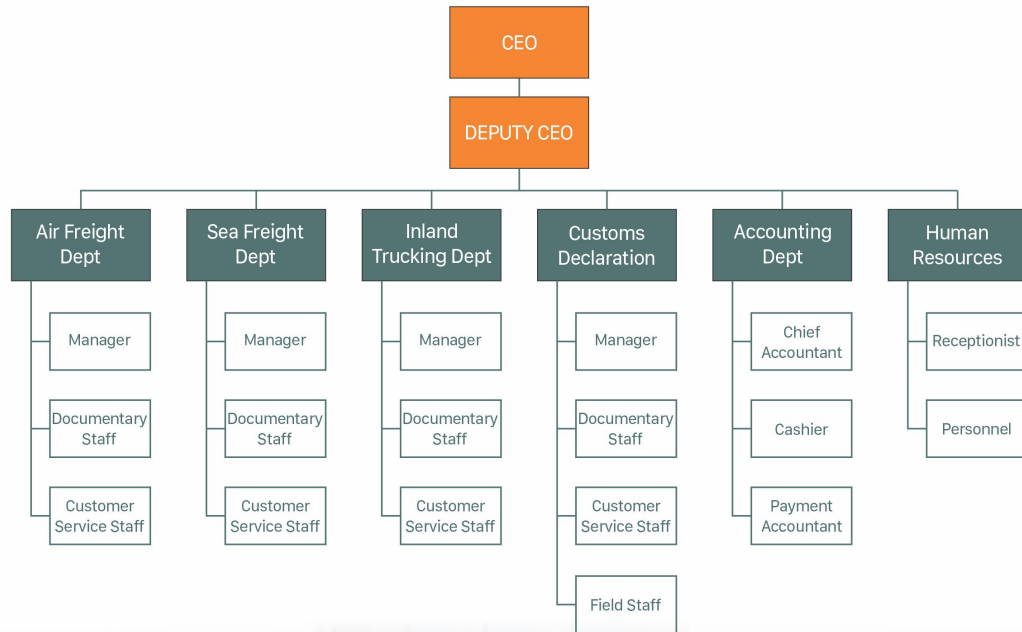 CEO
DEPUTY CEO
Air Freight
Dept
Sea Freight
Dept
Inland
Trucking Dept
Customs
Declaration
Accounting
Dept
Human
Resources
Manager
Manager
Manager
Manager
Chief
Accountant
Receptionist
Documentary
Staff
Documentary
Staff
Documentary
Staff
Documentary
Staff
Cashier
Personnel
Customer
Service Staff
Customer
Service Staff
Customer
Service Staff
Customer
Service Staff
Payment
Accountant
Field Staff